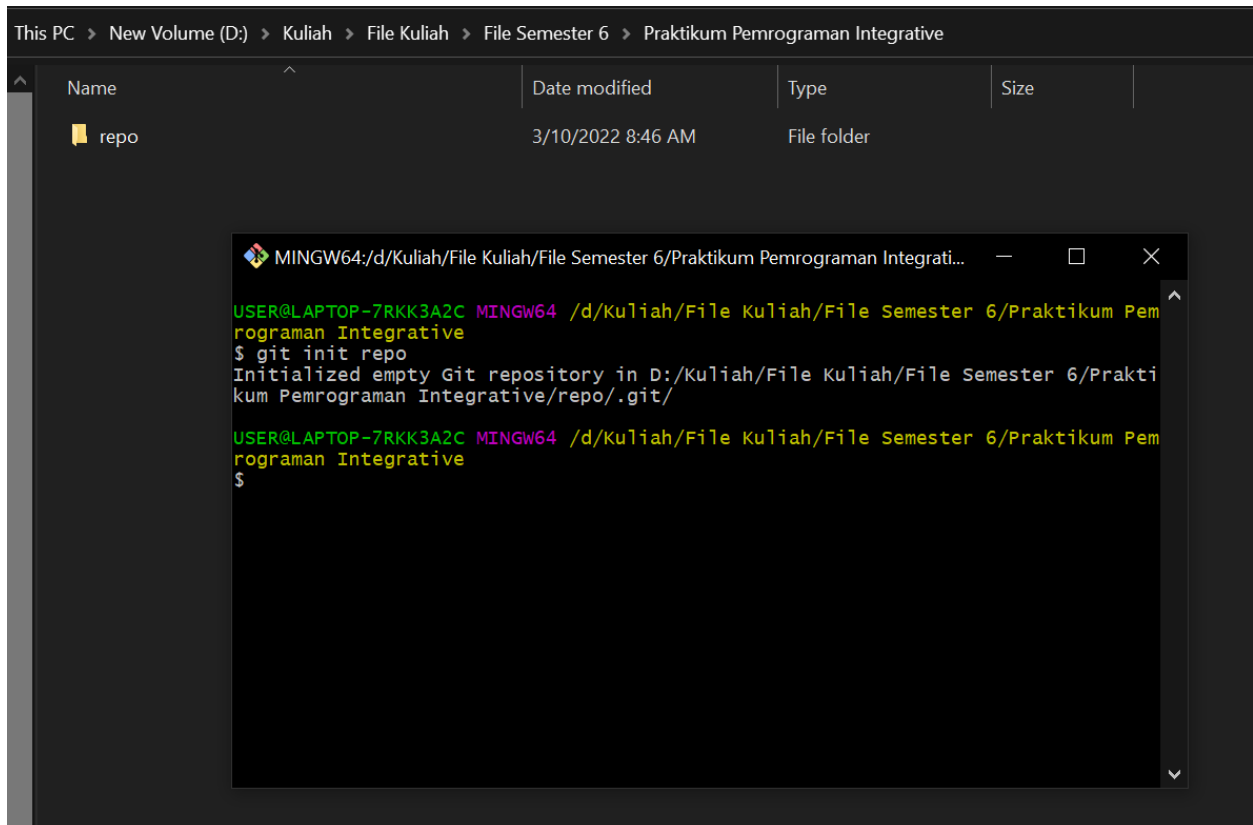 This PC > New Volume (D:) > Kuliah > File Kuliah > File Semester 6 > Praktikum Pemrograman Integrative
Name Date modified Type Size
repo 3/10/2022 8:46 AM File folder
MINGW64:/d/Kuliah/File Kuliah/File Semester 6/Praktikum Pemrograman Integrati...
USER@LAPTOP-7RKK3A2C MINGW64 /d/Kuliah/File Kuliah/File Semester 6/Praktikum Pem
rograman Integrative
$ git init repo
Initialized empty Git repository in D:/Kuliah/File Kuliah/File Semester 6/Prakti
kum Pemrograman Integrative/repo/.git/
USER@LAPTOP-7RKK3A2C MINGW64 /d/Kuliah/File Kuliah/File Semester 6/Praktikum Pem
rograman Integrative
$